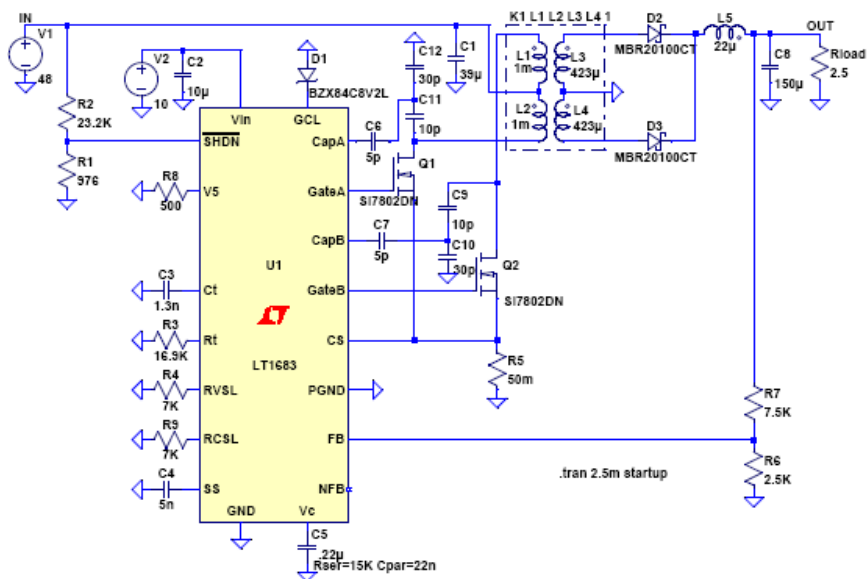 IN
V1
48
R2
23.2K
R1
976
V2
10
C2
10µ
D1
BZX84C8V2L
C12
30p
C1
39µ
C11
10p
C6
5p
Q1
SI7802DN
K1 L1 L2 L3 L4 1
L1
1m
L3
423µ
L2
1m
L4
423µ
D2
MBR20100CT
D3
MBR20100CT
L5
22µ
OUT
C8
150µ
Rload
2.5
R8
500
Vin
GCL
SHDN
CapA
V5
GateA
CapB
U1
Ct
GateB
Rt
CS
LT1683
RVSL
PGND
RCSL
FB
SS
NFB
GND
Vc
C7
5p
C9
10p
C10
30p
Q2
SI7802DN
C3
1.3n
R3
16.9K
R4
7K
R9
7K
C4
5n
R5
50m
R7
7.5K
R6
2.5K
.tran 2.5m startup
C5
.22µ
Rser=15K Cpar=22n